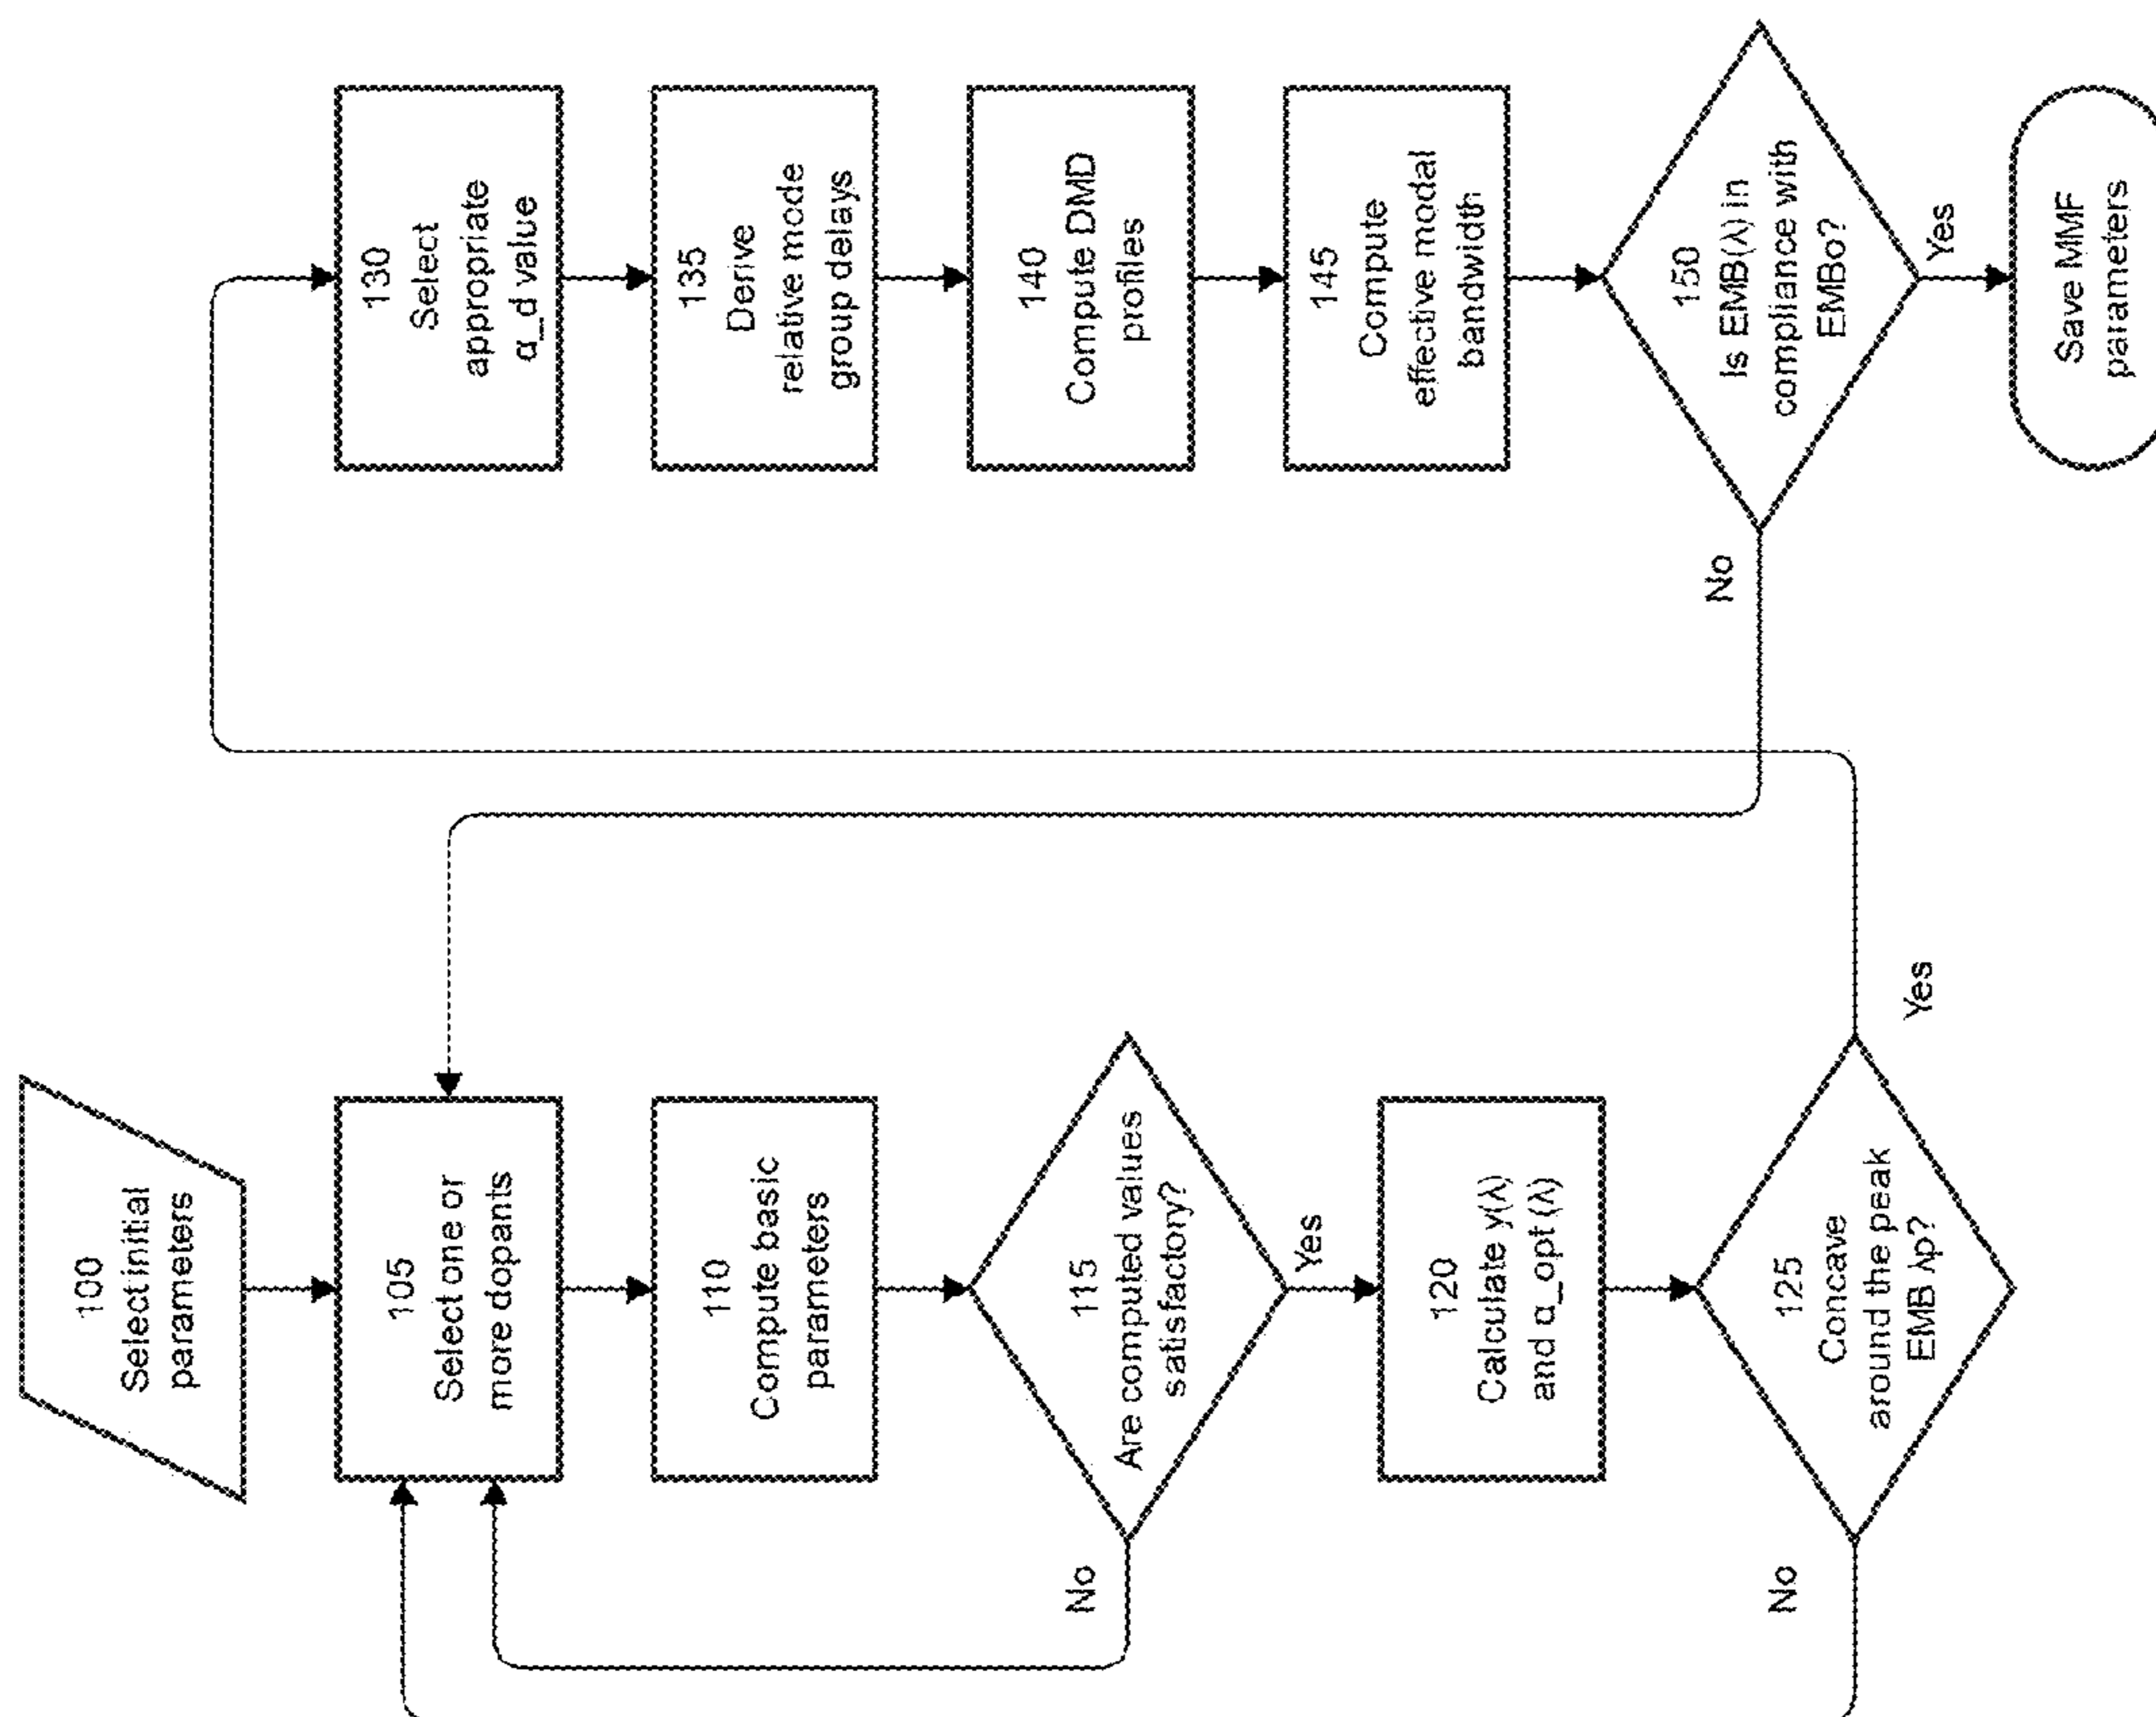 100
Select initial
parameters
105
Select one or
more dopants
110
Compute basic
parameters
115
Are computed values
satisfactory?
No
Yes
120
Calculate y(λ)
and α_opt (λ)
125
Concave
around the peak
EMB λp?
No
Yes
130
Select
appropriate
α_d value
135
Derive
relative mode
group delays
140
Compute DMD
profiles
145
Compute
effective modal
bandwidth
150
Is EMB(λ) in
compliance with
EMBo?
No
Yes
Save MMF
parameters